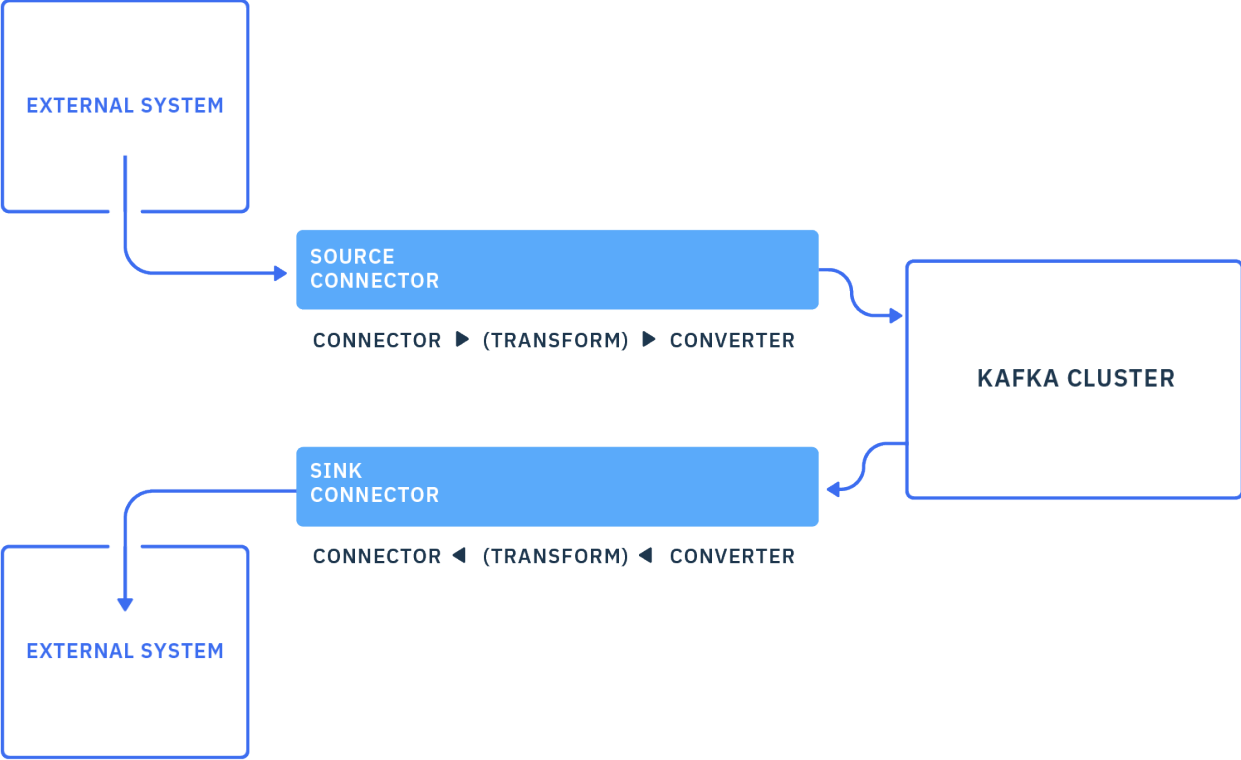 EXTERNAL SYSTEM
SOURCE
CONNECTOR
CONNECTOR ▶ (TRANSFORM) ▶ CONVERTER
KAFKA CLUSTER
SINK
CONNECTOR
CONNECTOR ◀ (TRANSFORM) ◀ CONVERTER
EXTERNAL SYSTEM